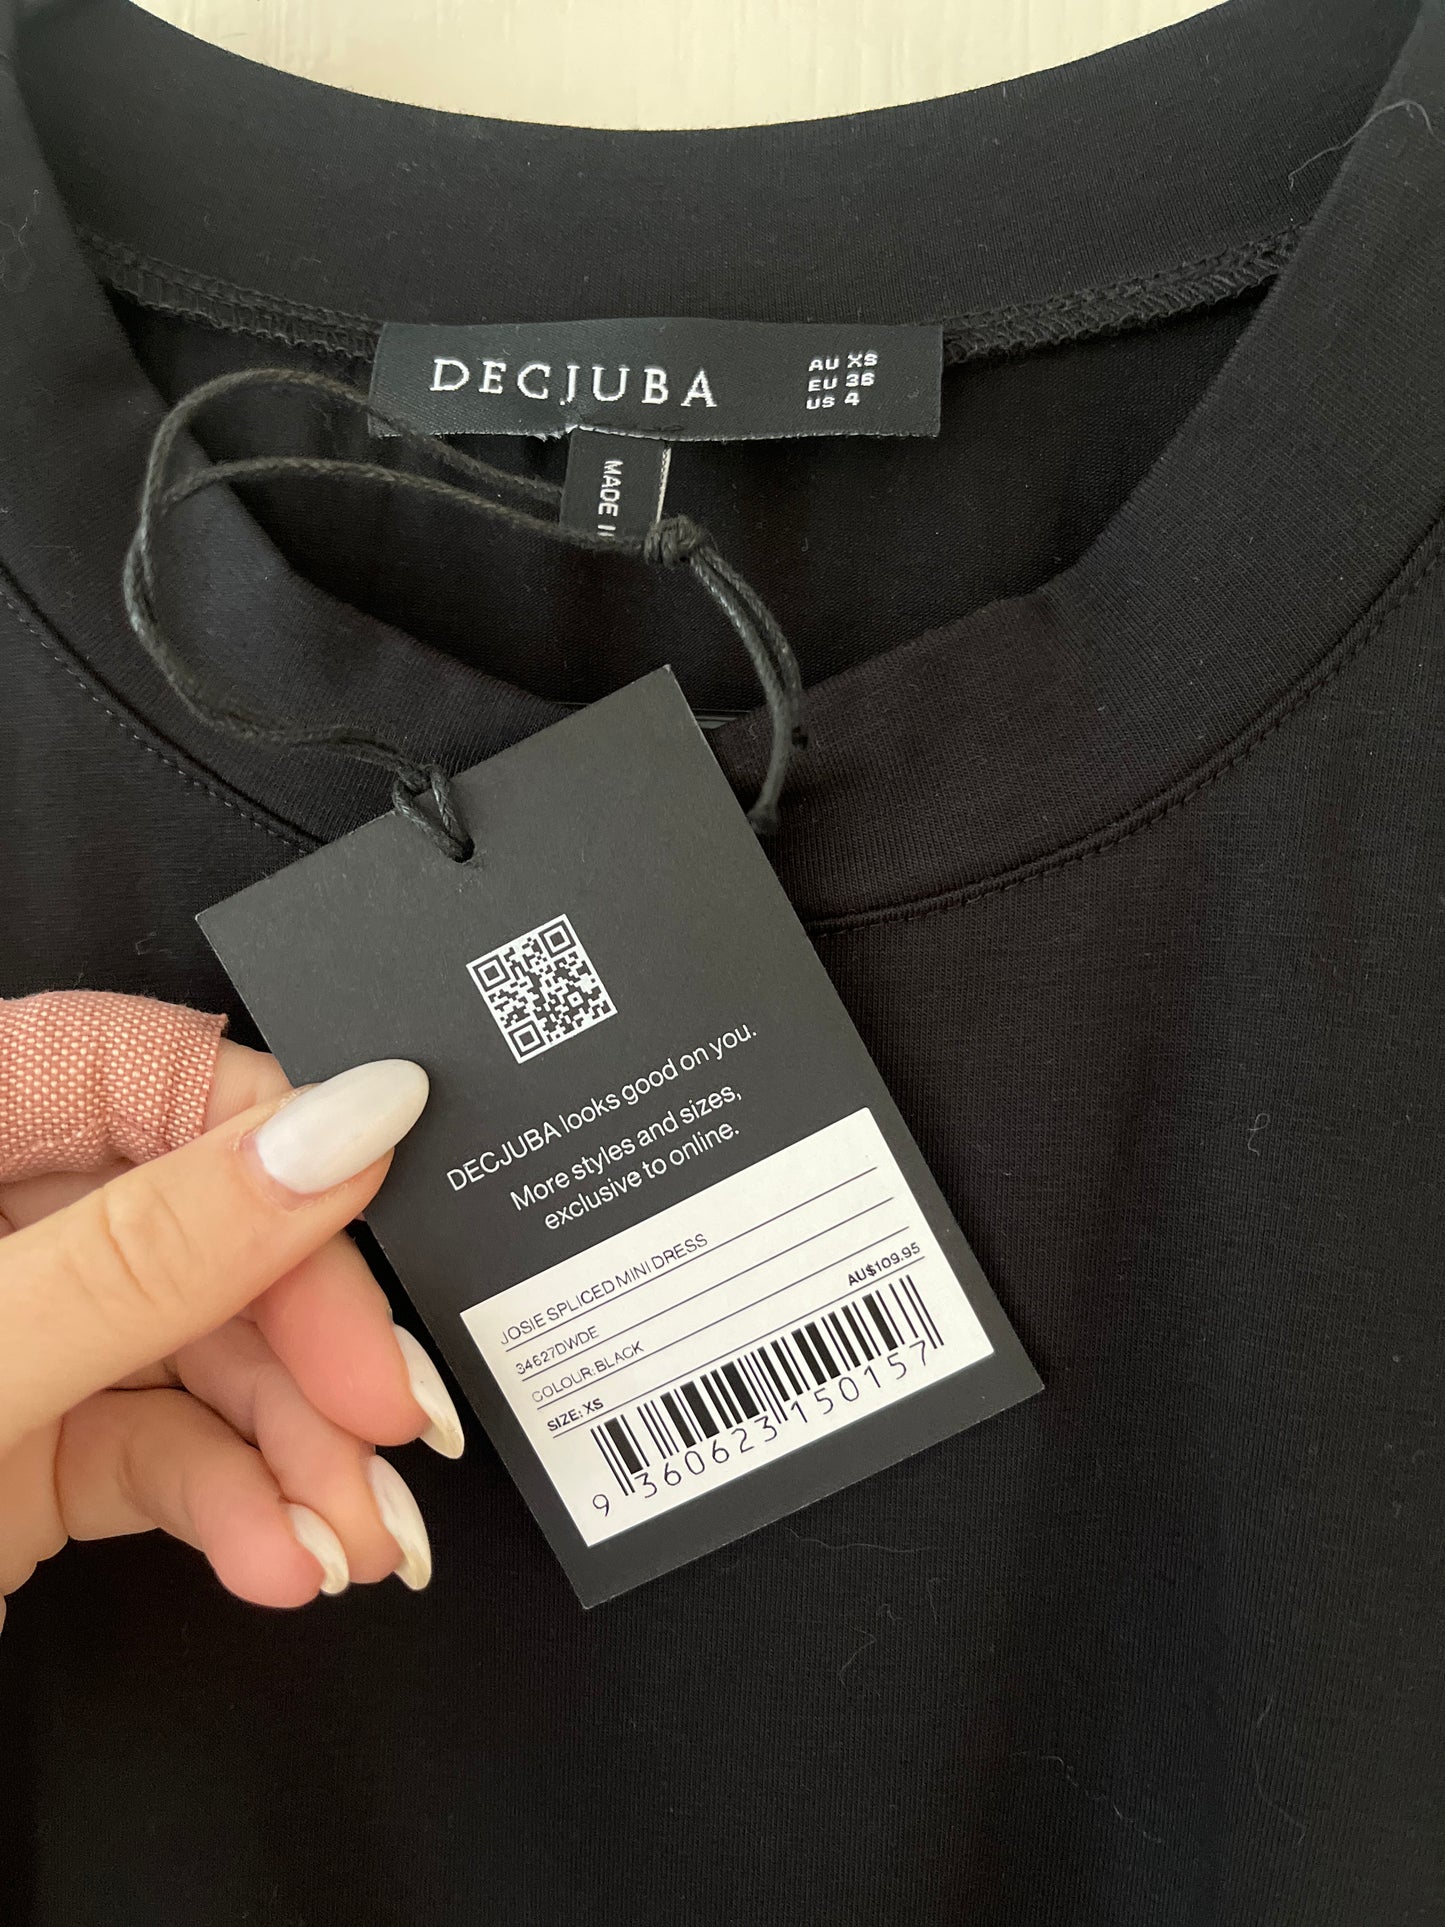 DECJUBA
AU XS
EU 36
US 4
MADE I
DECJUBA looks good on you.
More styles and sizes,
exclusive to online.
JOSIE SPLICED MINI DRESS
34627DWDE
COLOUR: BLACK
AU$109.95
SIZE: XS
9 360623 150157